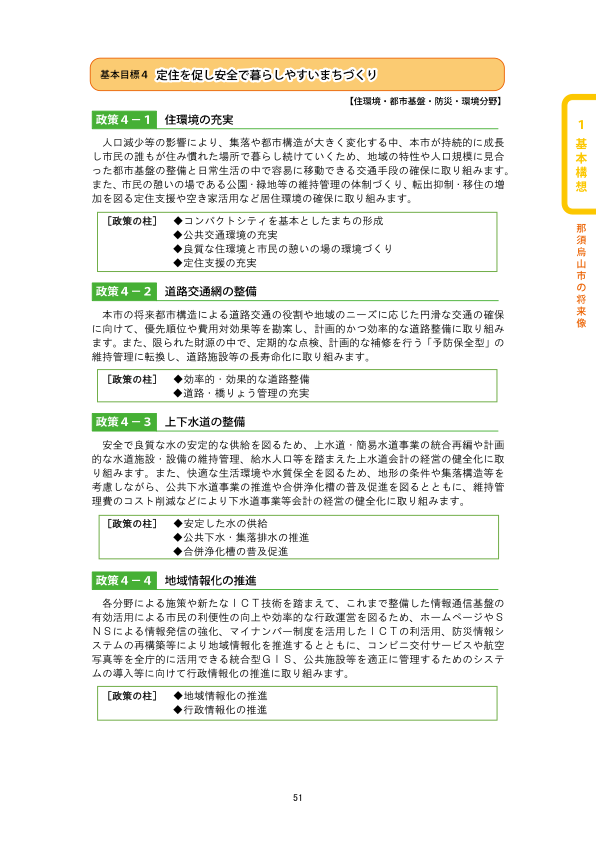 基本目標４　定住を促し安全で暮らしやすいまちづくり
【住環境・都市基盤・防災・環境分野】
政策４－１　住環境の充実
人口減少等の影響により、集落や都市構造が大きく変化する中、本市が持続的に成長
し市民の誰もが住み慣れた場所で暮らし続けていくため、地域の特性や人口規模に見合
った都市基盤の整備と日常生活の中で容易に移動できる交通手段の確保に取り組みます。
また、市民の憩いの場である公園・緑地等の維持管理の体制づくり、転出抑制・移住の増
加を図る定住支援や空き家活用など居住環境の確保に取り組みます。
［政策の柱］　◆コンパクトシティを基本としたまちの形成
◆公共交通環境の充実
◆良質な住環境と市民の憩いの場の環境づくり
◆定住支援の充実
政策４－２　道路交通網の整備
本市の将来都市構造による道路交通の役割や地域のニーズに応じた円滑な交通の確保
に向けて、優先順位や費用対効果等を勘案し、計画的かつ効率的な道路整備に取り組み
ます。また、限られた財源の中で、定期的な点検、計画的な補修を行う「予防保全型」の
維持管理に転換し、道路施設等の長寿命化に取り組みます。
［政策の柱］　◆効率的・効果的な道路整備
◆道路・橋りょう管理の充実
政策４－３　上下水道の整備
安全で良質な水の安定的な供給を図るため、上水道・簡易水道事業の統合再編や計画
的な水道施設・設備の維持管理、給水人口等を踏まえた上水道会計の経営の健全化に取
り組みます。また、快適な生活環境や水質保全を図るため、地形の条件や集落構造等を
考慮しながら、公共下水道事業の推進や合併浄化槽の普及促進を図るとともに、維持管
理費のコスト削減などにより下水道事業等会計の経営の健全化に取り組みます。
［政策の柱］　◆安定した水の供給
◆公共下水・集落排水の推進
◆合併浄化槽の普及促進
政策４－４　地域情報化の推進
各分野による施策や新たなＩＣＴ技術を踏まえて、これまで整備した情報通信基盤の
有効活用による市民の利便性の向上や効率的な行政運営を図るため、ホームページやＳ
ＮＳによる情報発信の強化、マイナンバー制度を活用したＩＣＴの利活用、防災情報シ
ステムの再構築等により地域情報化を推進するとともに、コンビニ交付サービスや航空
写真等を全庁的に活用できる統合型ＧＩＳ、公共施設等を適正に管理するためのシステ
ムの導入等に向けて行政情報化の推進に取り組みます。
［政策の柱］　◆地域情報化の推進
◆行政情報化の推進
１基本構想
那須烏山市の将来像
51